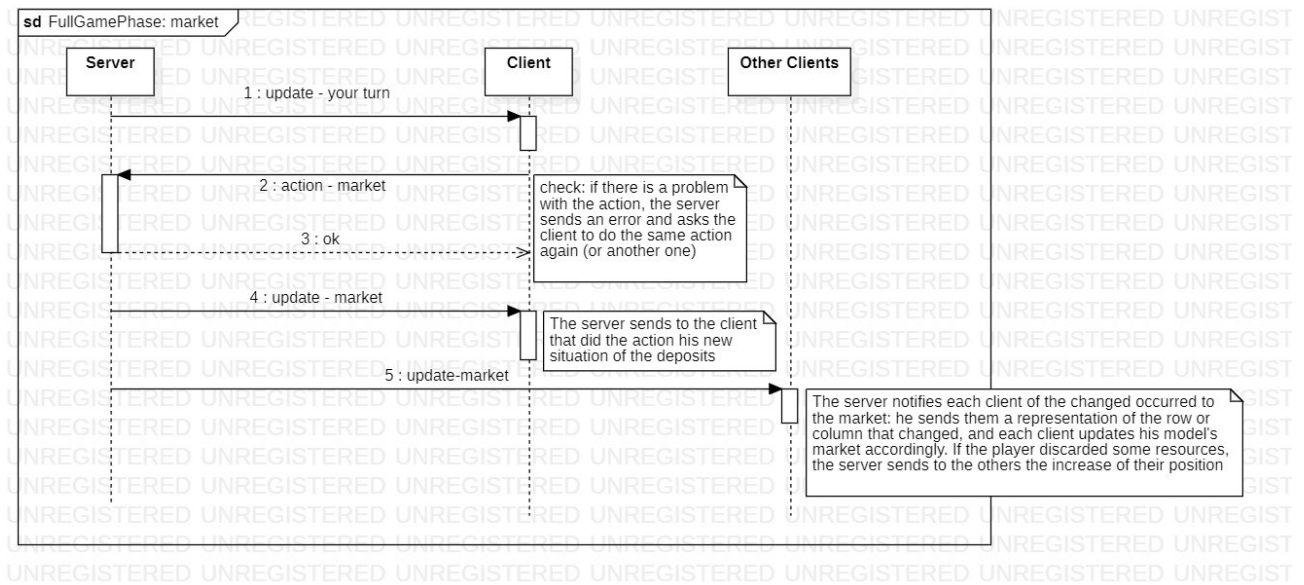 sd FullGamePhase: market
Server
Client
Other Clients
1 : update - your turn
2 : action - market
check: if there is a problem
with the action, the server
sends an error and asks the
client to do the same action
again (or another one)
3 : ok
4 : update - market
The server sends to the client
that did the action his new
situation of the deposits
5 : update-market
The server notifies each client of the changed occurred to
the market: he sends them a representation of the row or
column that changed, and each client updates his model's
market accordingly. If the player discarded some resources,
the server sends to the others the increase of their position
UNREGISTERED